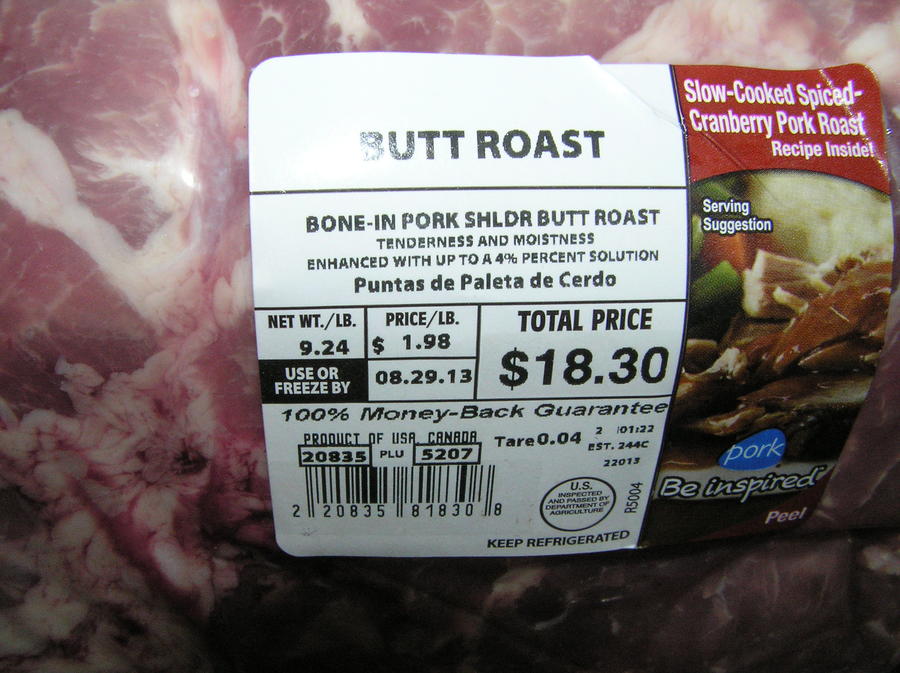 BUTT ROAST
BONE-IN PORK SHLDR BUTT ROAST
TENDERNESS AND MOISTNESS
ENHANCED WITH UP TO A 4% PERCENT SOLUTION
Puntas de Paleta de Cerdo
NET WT./LB.
9.24
PRICE/LB.
$ 1.98
TOTAL PRICE
$18.30
USE OR
FREEZE BY
08.29.13
100% Money-Back Guarantee
PRODUCT OF USA, CANADA
20835 PLU 5207
Tare0.04
2 101:22
EST. 244C
22013
2 20835 81830 8
U.S.
INSPECTED
AND PASSED BY
DEPARTMENT OF
AGRICULTURE
R5004
KEEP REFRIGERATED
Slow-Cooked Spiced-
Cranberry Pork Roast
Recipe Inside!
Serving
Suggestion
pork
Be inspired®
Peel